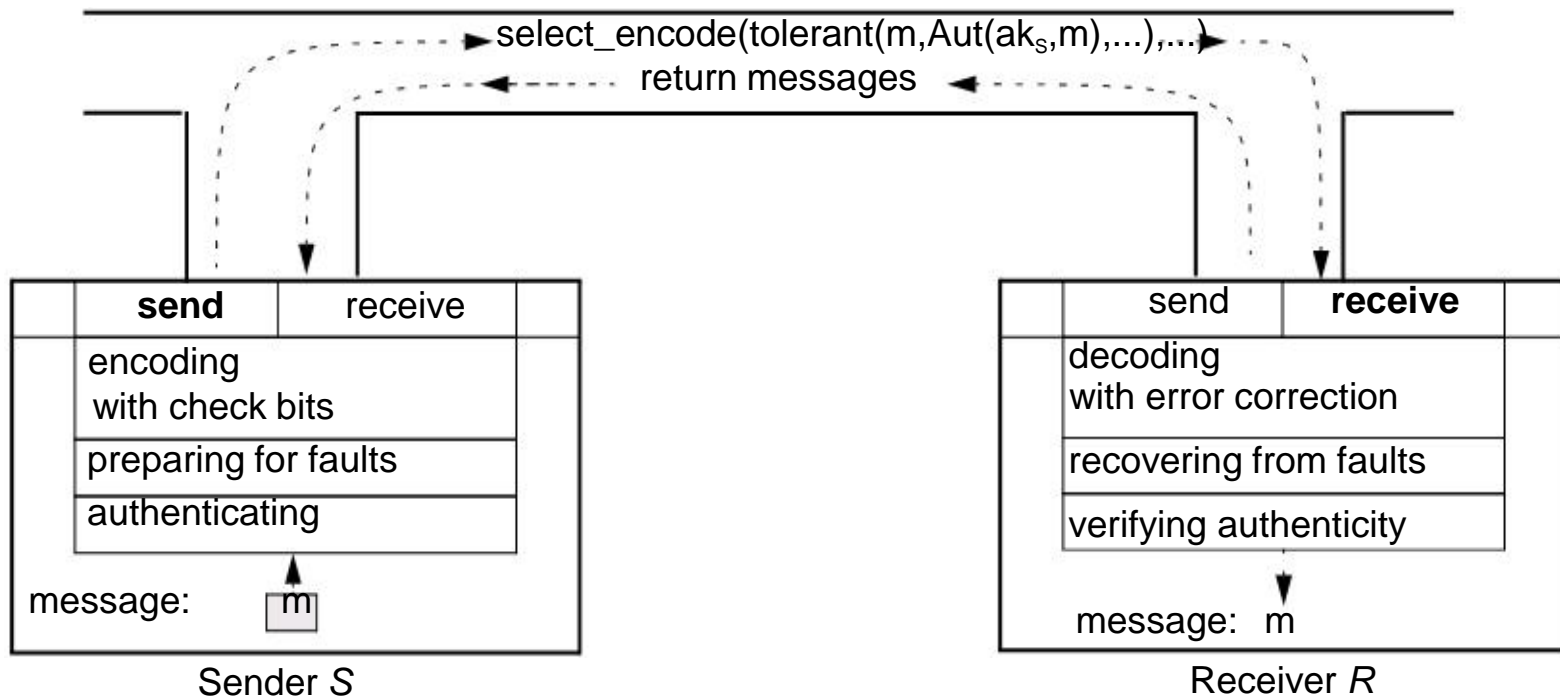 select_encode(tolerant(m,Aut(akₛ,m),...),...)
return messages
send receive
encoding
with check bits
preparing for faults
authenticating
message: m
Sender S
send receive
decoding
with error correction
recovering from faults
verifying authenticity
message: m
Receiver R